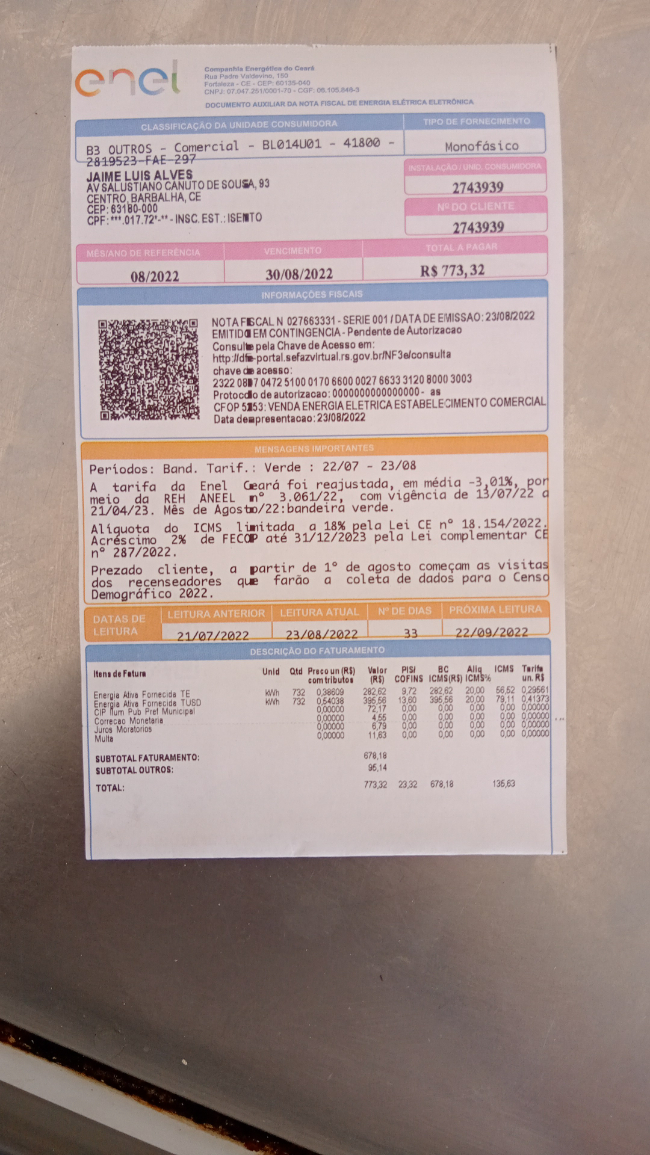 enel
Companhia Energética do Ceará
Rua Padre Valdevino, 150
Fortaleza - CE - CEP: 60135-040
CNPJ: 07.047.251/0001-70 - CGF: 06.105.848-3
DOCUMENTO AUXILIAR DA NOTA FISCAL DE ENERGIA ELÉTRICA ELETRÔNICA
CLASSIFICAÇÃO DA UNIDADE CONSUMIDORA
TIPO DE FORNECIMENTO
B3 OUTROS - Comercial - BL014U01 - 41800 -
2819523-FAE-297
Monofásico
JAIME LUIS ALVES
AV SALUSTIANO CANUTO DE SOUSA, 93
CENTRO, BARBALHA, CE
CEP: 63180-000
CPF: ***.017.72*-** - INSC. EST.: ISENTO
INSTALAÇÃO / UNID. CONSUMIDORA
2743939
Nº DO CLIENTE
2743939
MÊS/ANO DE REFERÊNCIA VENCIMENTO TOTAL A PAGAR
08/2022 30/08/2022 R$ 773,32
INFORMAÇÕES FISCAIS
NOTA FISCAL N 027663331 - SERIE 001 / DATA DE EMISSAO: 23/08/2022
EMITIDO EM CONTINGENCIA - Pendente de Autorizacao
Consulte pela Chave de Acesso em:
http://dfe-portal.sefazvirtual.rs.gov.br/NF3e/consulta
chave de acesso:
2322 0807 0472 5100 0170 6600 0027 6633 3120 8000 3003
Protocolo de autorizacao: 0000000000000000 - as
CFOP 5253: VENDA ENERGIA ELETRICA ESTABELECIMENTO COMERCIAL
Data de apresentacao: 23/08/2022
MENSAGENS IMPORTANTES
Períodos: Band. Tarif.: Verde : 22/07 - 23/08
A tarifa da Enel Ceará foi reajustada, em média -3,01%, por
meio da REH ANEEL nº 3.061/22, com vigência de 13/07/22 a
21/04/23. Mês de Agosto/22:bandeira verde.
Aliquota do ICMS limitada a 18% pela Lei CE nº 18.154/2022.
Acréscimo 2% de FECOP até 31/12/2023 pela Lei complementar CE
nº 287/2022.
Prezado cliente, a partir de 1º de agosto começam as visitas
dos recenseadores que farão a coleta de dados para o Censo
Demográfico 2022.
DATAS DE LEITURA LEITURA ANTERIOR LEITURA ATUAL Nº DE DIAS PRÓXIMA LEITURA
21/07/2022 23/08/2022 33 22/09/2022
DESCRIÇÃO DO FATURAMENTO
Itens de Fatura Unid Qtd Preco un (R$) com tributos Valor (R$) PIS/ COFINS BC ICMS(R$) Aliq ICMS% ICMS Tarifa un. R$
Energia Ativa Fornecida TE kWh 732 0,38609 282,62 9,72 282,62 20,00 56,52 0,29561
Energia Ativa Fornecida TUSD kWh 732 0,54038 395,56 13,60 395,56 20,00 79,11 0,41373
CIP Ilum Pub Pref Municipal 0,00000 72,17 0,00 0,00 0,00 0,00 0,00000
Correcao Monetaria 0,00000 4,55 0,00 0,00 0,00 0,00 0,00000
Juros Moratorios 0,00000 6,79 0,00 0,00 0,00 0,00 0,00000
Multa 0,00000 11,63 0,00 0,00 0,00 0,00 0,00000
SUBTOTAL FATURAMENTO: 678,18
SUBTOTAL OUTROS: 95,14
TOTAL: 773,32 23,32 678,18 135,63